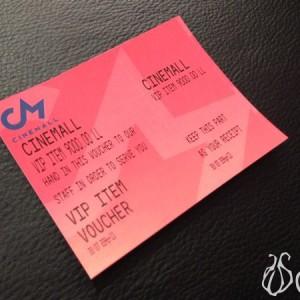 CM
CINEMALL
CINEMALL
VIP ITEM 9000.00 LL
HAND IN THIS VOUCHER TO OUR
STAFF IN ORDER TO SERVE YOU
VIP ITEM
VOUCHER
CINEMALL
VIP ITEM 9000.00 LL
KEEP THIS PART
AS YOUR RECEIPT